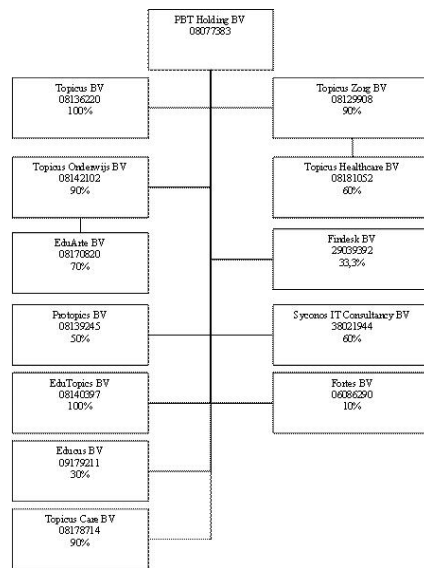 PBT Holding BV
08077383
Topicus BV
08136220
100%
Topicus Zorg BV
08129908
90%
Topicus Onderwijs BV
08142102
90%
Topicus Healthcare BV
08181052
60%
EduArte BV
08170820
70%
Findesk BV
29039392
33,3%
Protopics BV
08139245
50%
Syconos IT Consultancy BV
38021944
60%
EduTopics BV
08140397
100%
Fortes BV
06086290
10%
Educus BV
09179211
30%
Topicus Care BV
08178714
90%